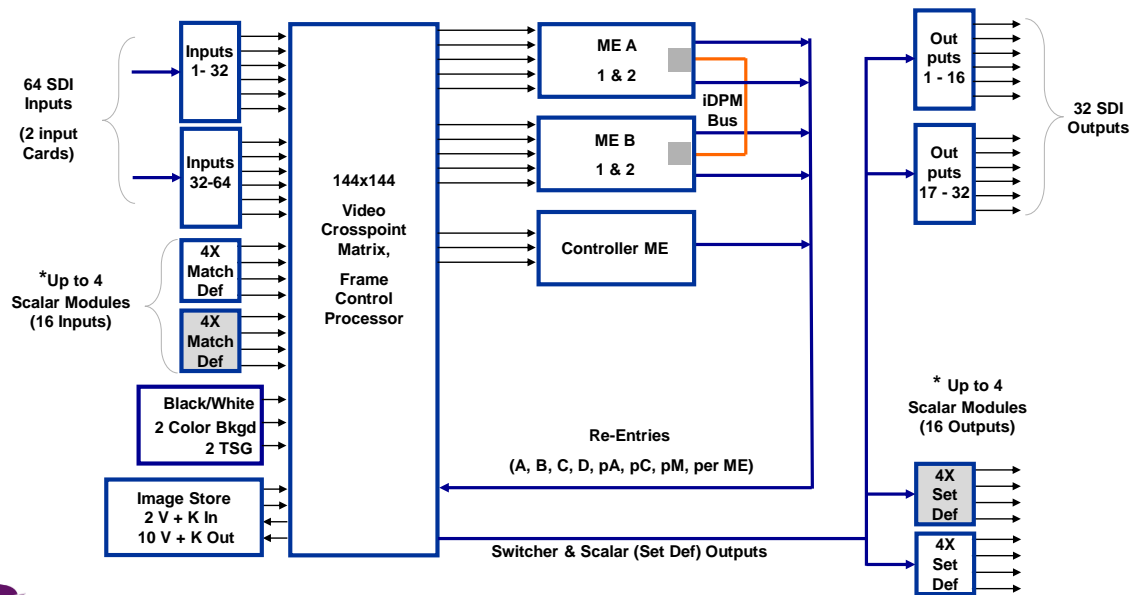 64 SDI
Inputs
(2 input
Cards)
Inputs
1- 32
Inputs
32-64
*Up to 4
Scalar Modules
(16 Inputs)
4X
Match
Def
4X
Match
Def
Black/White
2 Color Bkgd
2 TSG
Image Store
2 V + K In
10 V + K Out
144x144
Video
Crosspoint
Matrix,
Frame
Control
Processor
ME A
1 & 2
iDPM
Bus
ME B
1 & 2
Controller ME
Re-Entries
(A, B, C, D, pA, pC, pM, per ME)
Switcher & Scalar (Set Def) Outputs
Out
puts
1 - 16
Out
puts
17 - 32
32 SDI
Outputs
* Up to 4
Scalar Modules
(16 Outputs)
4X
Set
Def
4X
Set
Def